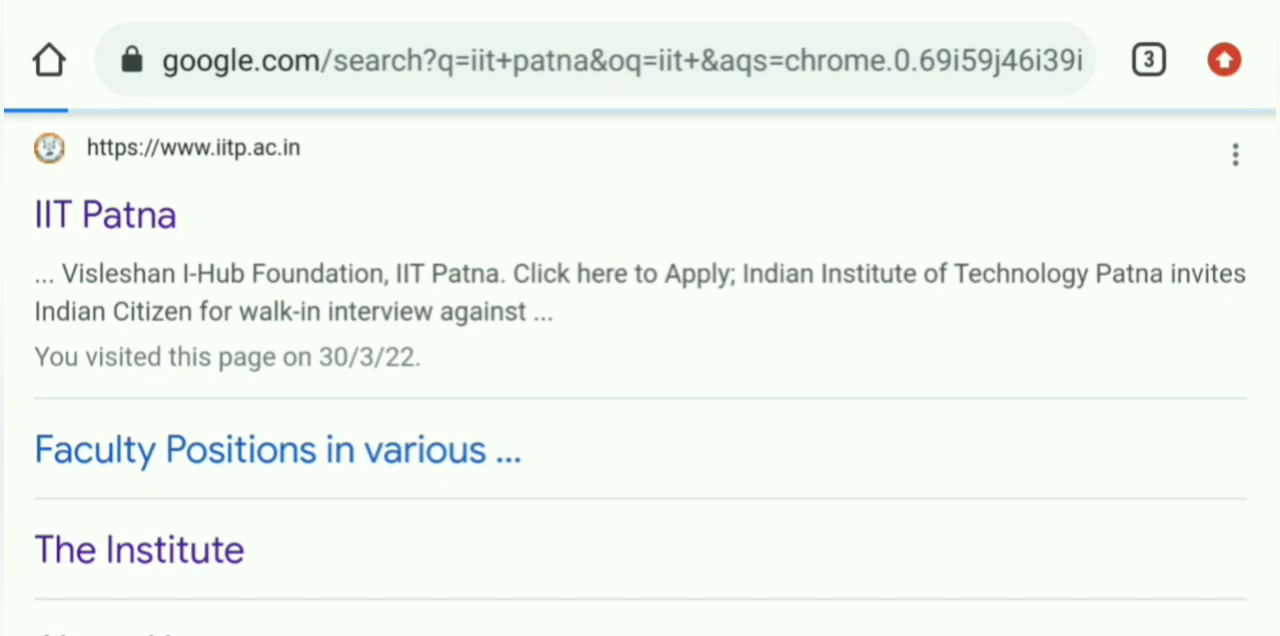 google.com/search?q=iit+patna&oq=iit+&aqs=chrome.0.69i59j46i39i
3
https://www.iitp.ac.in
IIT Patna
... Visleshan I-Hub Foundation, IIT Patna. Click here to Apply; Indian Institute of Technology Patna invites
Indian Citizen for walk-in interview against ...
You visited this page on 30/3/22.
Faculty Positions in various ...
The Institute